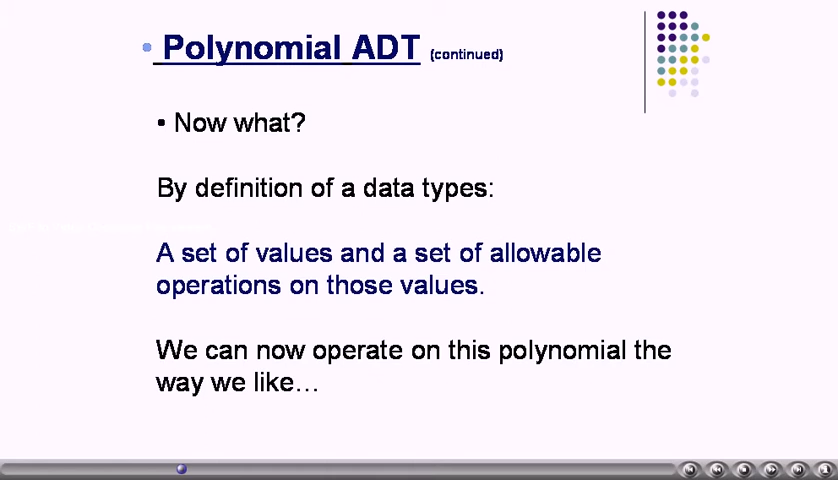 • Polynomial ADT (continued)
• Now what?
By definition of a data types:
A set of values and a set of allowable
operations on those values.
We can now operate on this polynomial the
way we like…